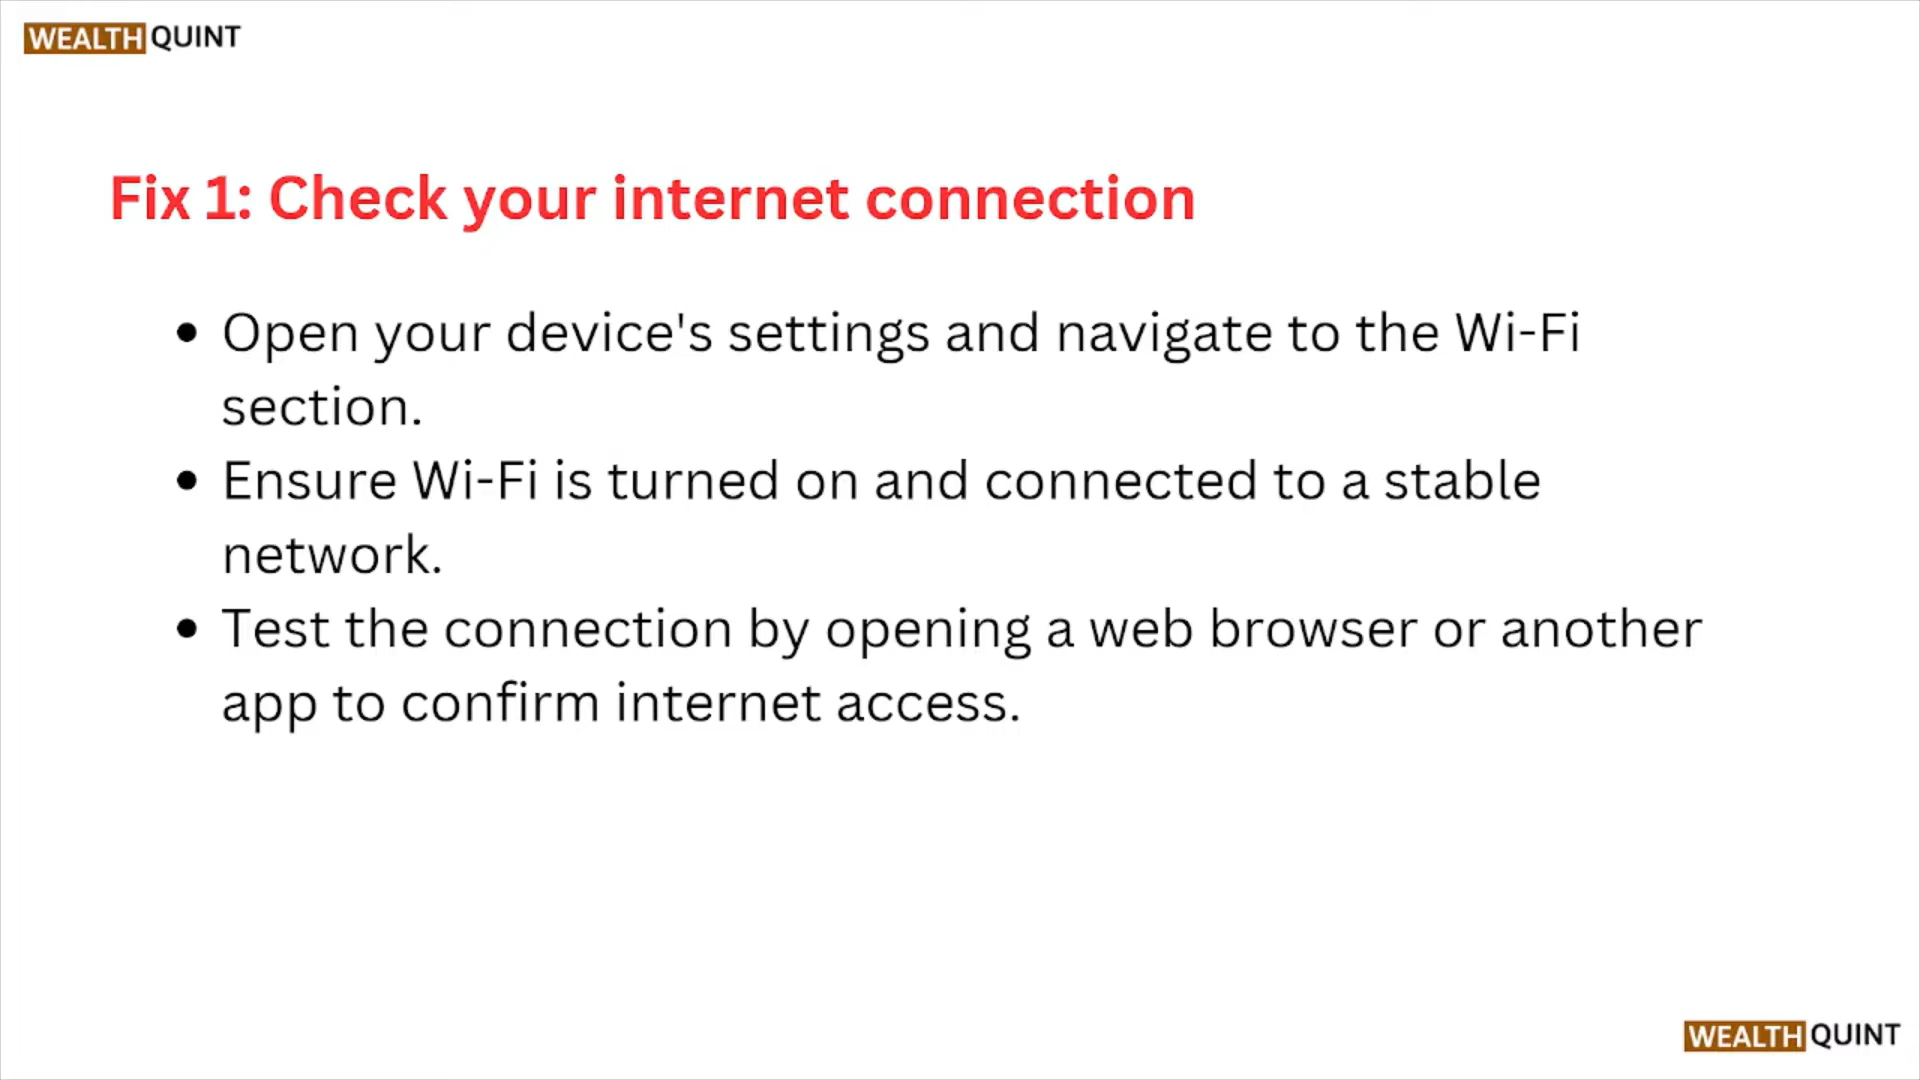 WEALTH QUINT
Fix 1: Check your internet connection
• Open your device's settings and navigate to the Wi-Fi
section.
• Ensure Wi-Fi is turned on and connected to a stable
network.
• Test the connection by opening a web browser or another
app to confirm internet access.
WEALTH QUINT